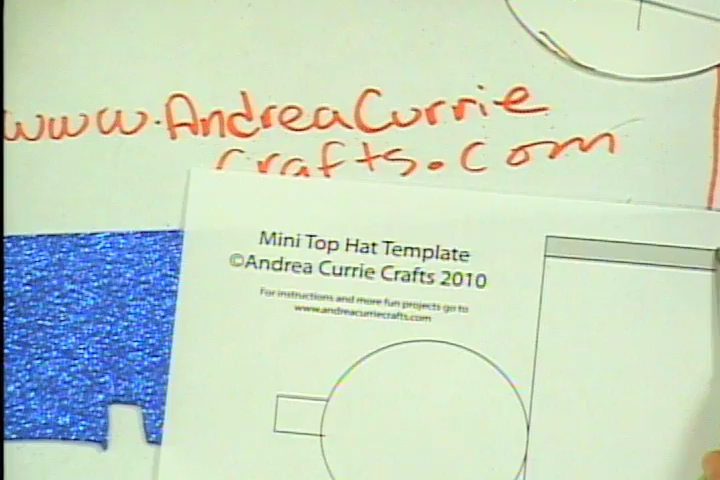 www.AndreaCurrie
crafts.com
Mini Top Hat Template
©Andrea Currie Crafts 2010
For instructions and more fun projects go to
www.andreacurriecrafts.com